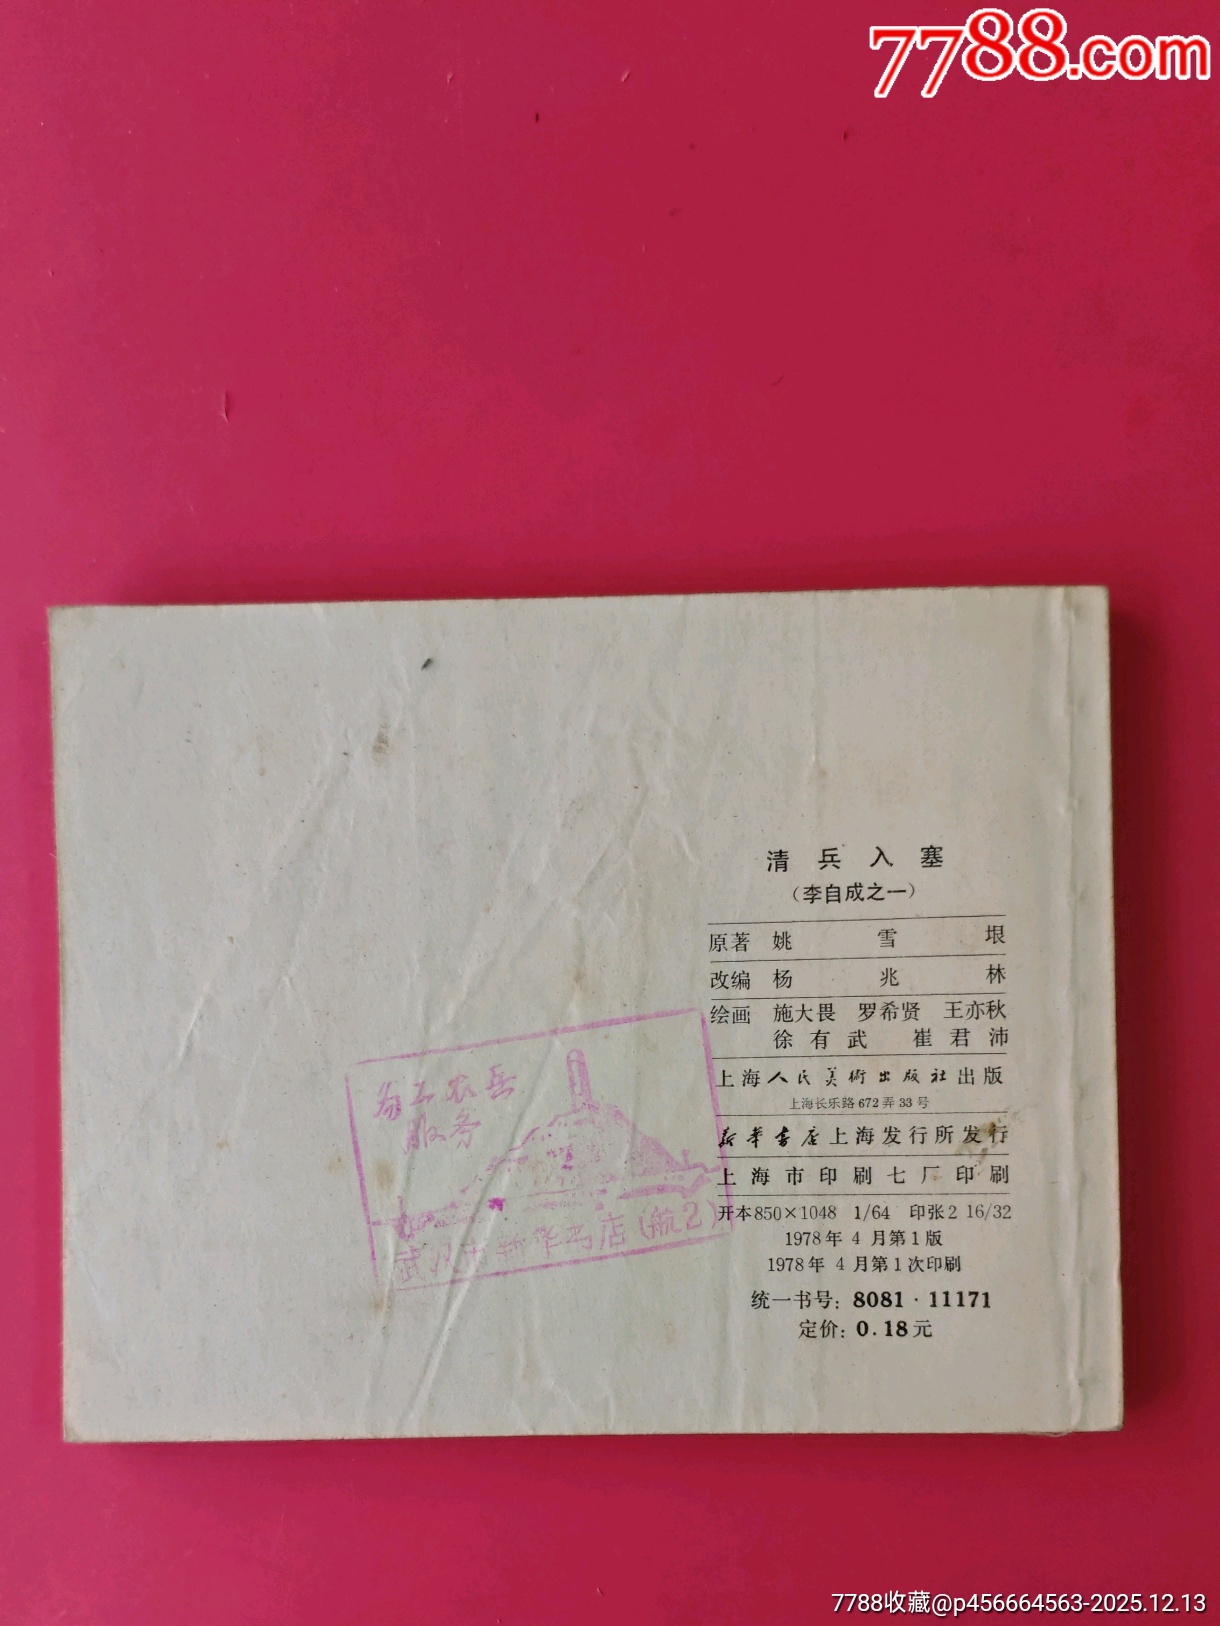 7788.com
清兵入塞
（李自成之一）
原著 姚雪垠
改编 杨兆林
绘画 施大畏 罗希贤 王亦秋
徐有武 崔君沛
上海人民美術出版社出版
上海长乐路672弄33号
新华书店上海发行所发行
上海市印刷七厂印刷
开本850×1048 1/64 印张2 16/32
1978年4月第1版
1978年4月第1次印刷
统一书号：8081·11171
定价：0.18元
为工农兵
服务
武汉市新华书店（航2）
7788收藏@p456664563-2025.12.13